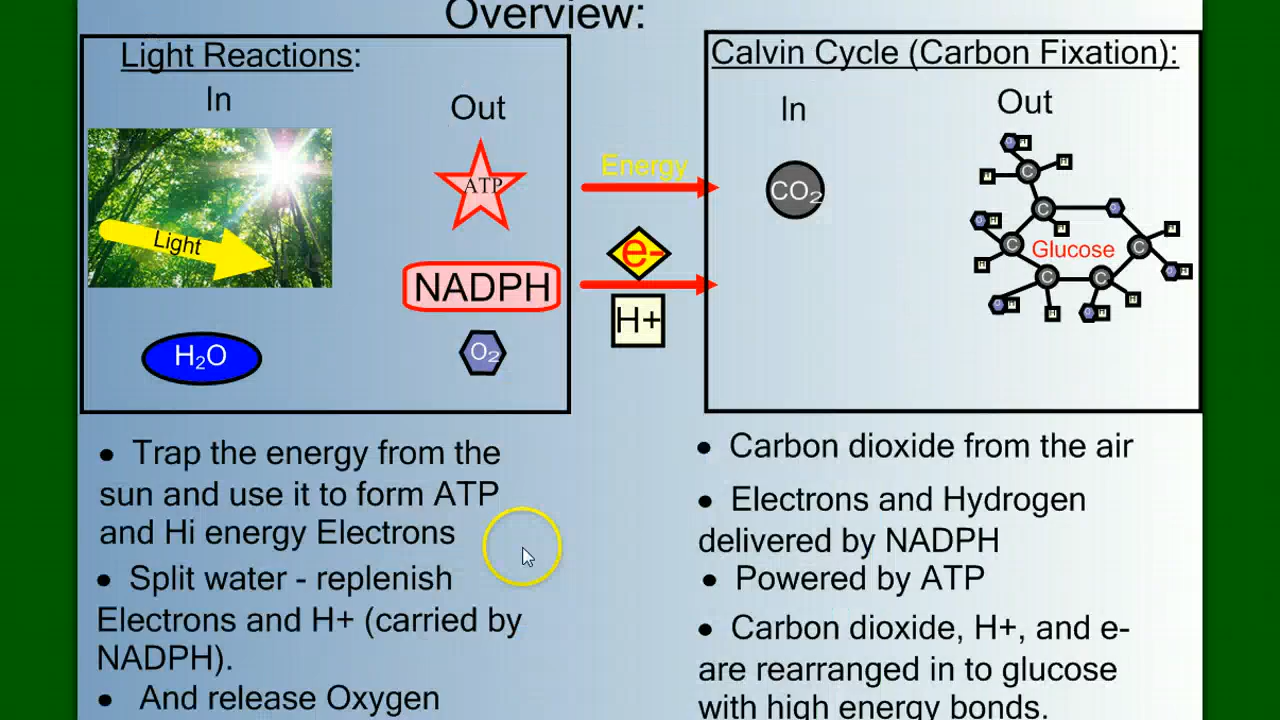 Overview:
Light Reactions:
In
Out
Light
H₂O
ATP
NADPH
O₂
Energy
e-
H+
Calvin Cycle (Carbon Fixation):
In
Out
CO₂
Glucose
H
H
H
C
C
H
H
C
C
H
H
C
C
H
H
H
H
H
H
• Trap the energy from the
sun and use it to form ATP
and Hi energy Electrons
• Split water - replenish
Electrons and H+ (carried by
NADPH).
• And release Oxygen
• Carbon dioxide from the air
• Electrons and Hydrogen
delivered by NADPH
• Powered by ATP
• Carbon dioxide, H+, and e-
are rearranged in to glucose
with high energy bonds.